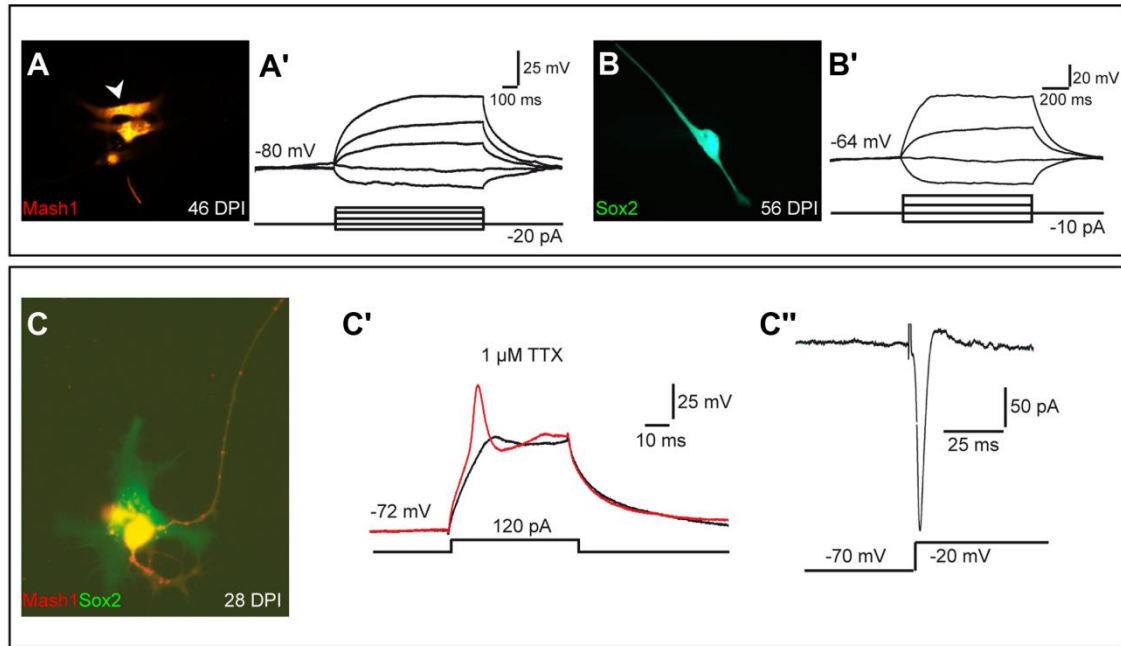 A
Mash1
46 DPI
A'
25 mV
100 ms
-80 mV
-20 pA
B
Sox2
56 DPI
B'
20 mV
200 ms
-64 mV
-10 pA
C
Mash1Sox2
28 DPI
C'
1 µM TTX
25 mV
10 ms
-72 mV
120 pA
C"
50 pA
25 ms
-70 mV
-20 mV